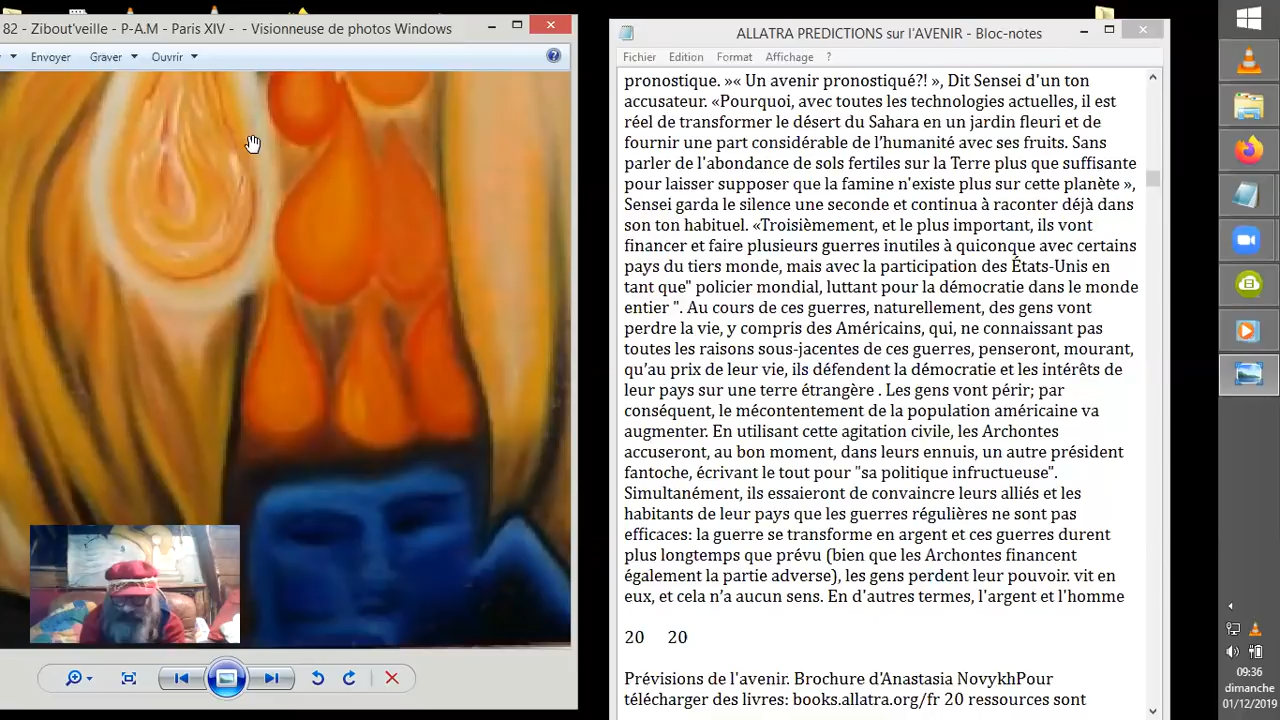 82 - Zibout'veille - P-A-M - Paris XIV - - Visionneuse de photos Windows
Envoyer Graver Ouvrir
ALLATRA PREDICTIONS sur l'AVENIR - Bloc-notes
Fichier Edition Format Affichage ?
pronostique. »« Un avenir pronostiqué?! », Dit Sensei d'un ton
accusateur. «Pourquoi, avec toutes les technologies actuelles, il est
réel de transformer le désert du Sahara en un jardin fleuri et de
fournir une part considérable de l'humanité avec ses fruits. Sans
parler de l'abondance de sols fertiles sur la Terre plus que suffisante
pour laisser supposer que la famine n'existe plus sur cette planète »,
Sensei garda le silence une seconde et continua à raconter déjà dans
son ton habituel. «Troisièmement, et le plus important, ils vont
financer et faire plusieurs guerres inutiles à quiconque avec certains
pays du tiers monde, mais avec la participation des États-Unis en
tant que" policier mondial, luttant pour la démocratie dans le monde
entier ". Au cours de ces guerres, naturellement, des gens vont
perdre la vie, y compris des Américains, qui, ne connaissant pas
toutes les raisons sous-jacentes de ces guerres, penseront, mourant,
qu'au prix de leur vie, ils défendent la démocratie et les intérêts de
leur pays sur une terre étrangère . Les gens vont périr; par
conséquent, le mécontentement de la population américaine va
augmenter. En utilisant cette agitation civile, les Archontes
accuseront, au bon moment, dans leurs ennuis, un autre président
fantoche, écrivant le tout pour "sa politique infructueuse".
Simultanément, ils essaieront de convaincre leurs alliés et les
habitants de leur pays que les guerres régulières ne sont pas
efficaces: la guerre se transforme en argent et ces guerres durent
plus longtemps que prévu (bien que les Archontes financent
également la partie adverse), les gens perdent leur pouvoir. vit en
eux, et cela n'a aucun sens. En d'autres termes, l'argent et l'homme
20 20
Prévisions de l'avenir. Brochure d'Anastasia NovykhPour
télécharger des livres: books.allatra.org/fr 20 ressources sont
09:36
dimanche
01/12/2019